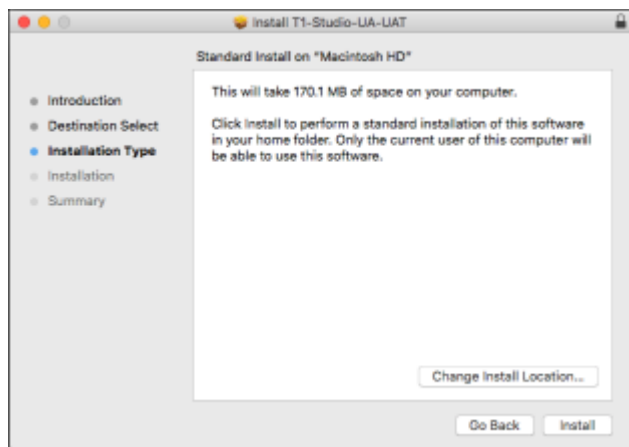 Install T1-Studio-UA-UAT
Standard Install on "Macintosh HD"
Introduction
Destination Select
Installation Type
Installation
Summary
This will take 170.1 MB of space on your computer.
Click Install to perform a standard installation of this software
in your home folder. Only the current user of this computer will
be able to use this software.
Change Install Location...
Go Back
Install